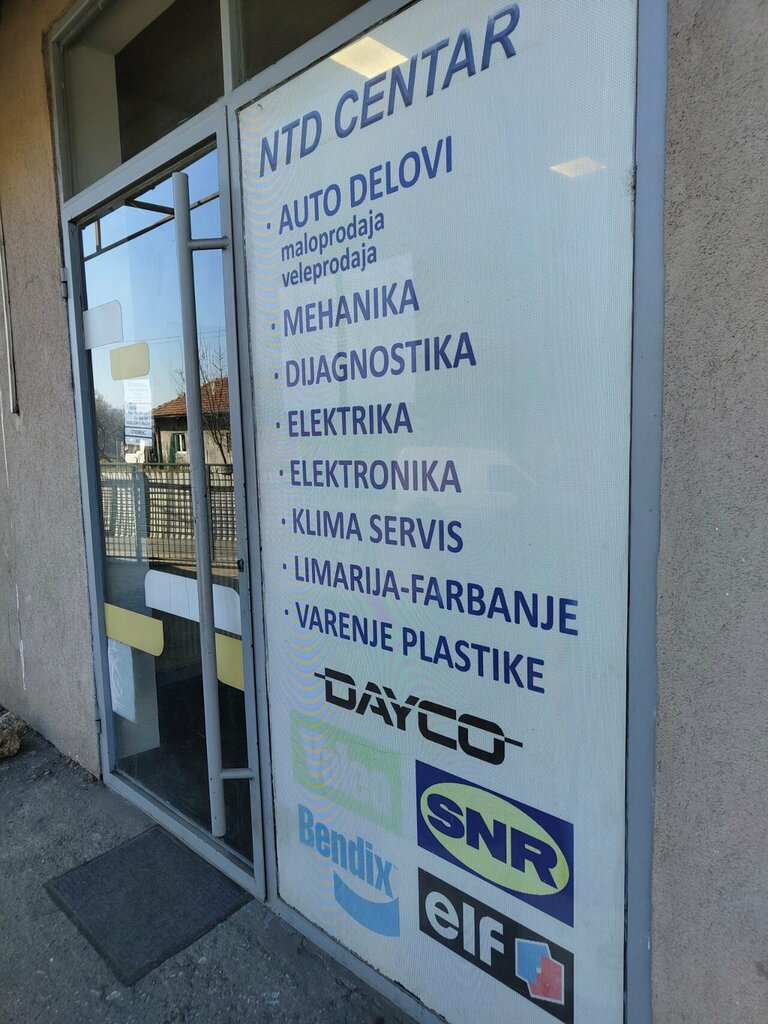 NTD CENTAR
· AUTO DELOVI
maloprodaja
veleprodaja
· MEHANIKA
· DIJAGNOSTIKA
· ELEKTRIKA
· ELEKTRONIKA
· KLIMA SERVIS
· LIMARIJA-FARBANJE
· VARENJE PLASTIKE
DAYCO
SNR
Bendix
elf